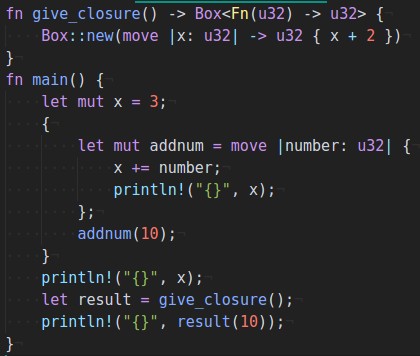 fn give_closure() -> Box<Fn(u32) -> u32> {
    Box::new(move |x: u32| -> u32 { x + 2 })
}
fn main() {
    let mut x = 3;
    {
        let mut addnum = move |number: u32| {
            x += number;
            println!("{}", x);
        };
        addnum(10);
    }
    println!("{}", x);
    let result = give_closure();
    println!("{}", result(10));
}